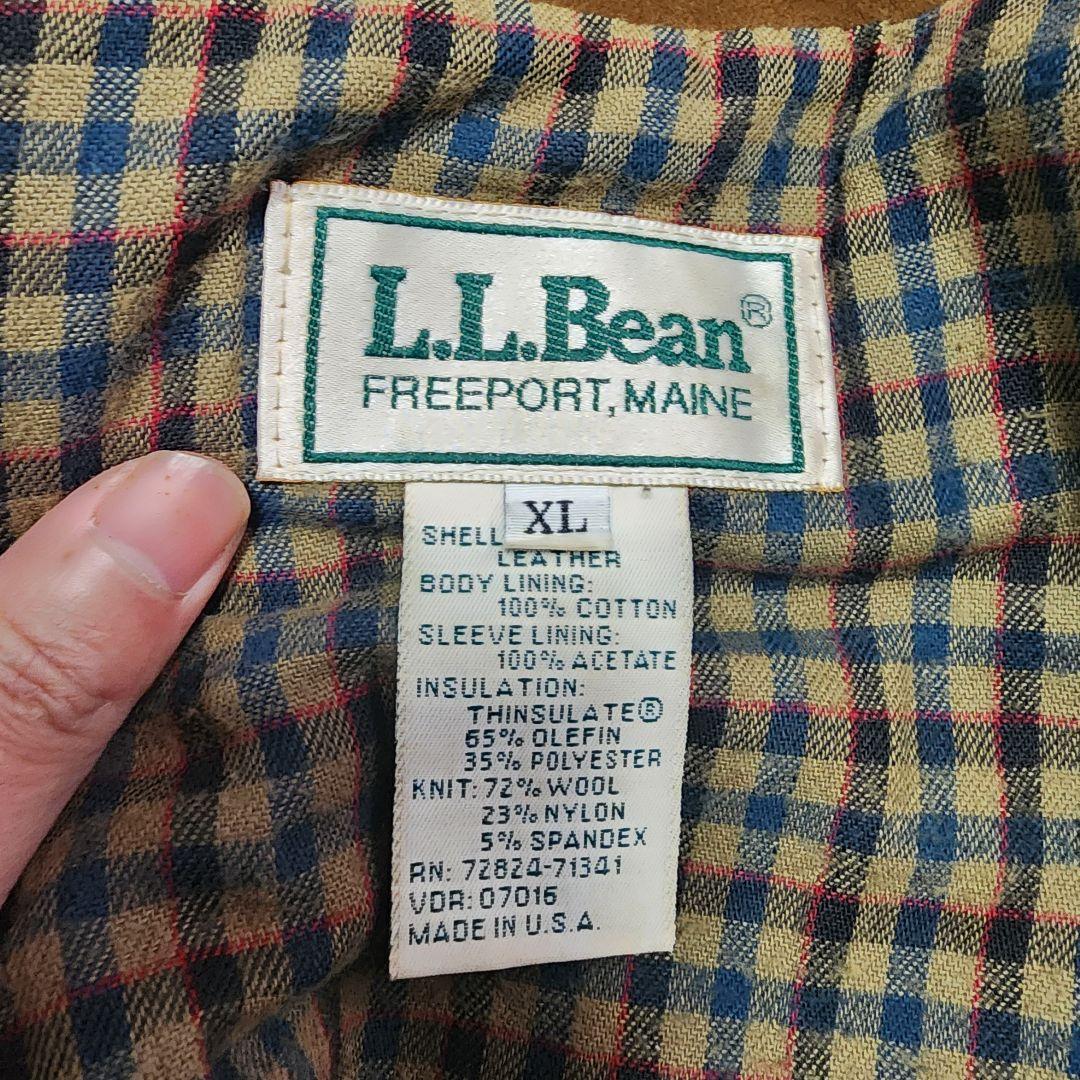 L.L.Bean®
FREEPORT, MAINE
XL
SHELL
LEATHER
BODY LINING:
100% COTTON
SLEEVE LINING:
100% ACETATE
INSULATION:
THINSULATE®
65% OLEFIN
35% POLYESTER
KNIT: 72% WOOL
23% NYLON
5% SPANDEX
RN: 72824-71341
VDR: 07016
MADE IN U.S.A.